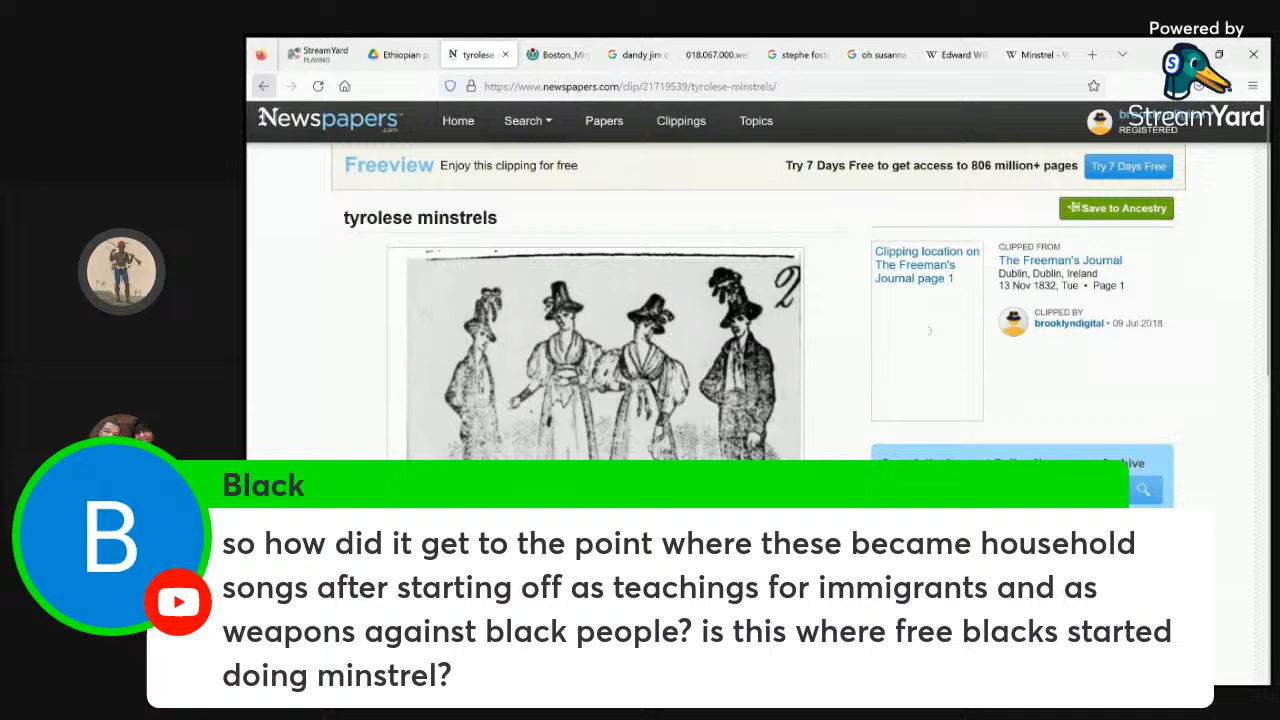 Powered by
StreamYard
StreamYard
PLAYING
Ethiopian p
N tyrolese
Boston_Min
dandy jim o
018.067.000.we
stephe foste
oh susanna
Edward Wil
Minstrel - W
https://www.newspapers.com/clip/21719539/tyrolese-minstrels/
Newspapers.com
Home
Search
Papers
Clippings
Topics
REGISTERED
Freeview Enjoy this clipping for free
Try 7 Days Free to get access to 806 million+ pages
Try 7 Days Free
tyrolese minstrels
Save to Ancestry
2
Clipping location on
The Freeman's
Journal page 1
CLIPPED FROM
The Freeman's Journal
Dublin, Dublin, Ireland
13 Nov 1832, Tue • Page 1
CLIPPED BY
brooklyndigital • 09 Jul 2018
B
Black
so how did it get to the point where these became household
songs after starting off as teachings for immigrants and as
weapons against black people? is this where free blacks started
doing minstrel?